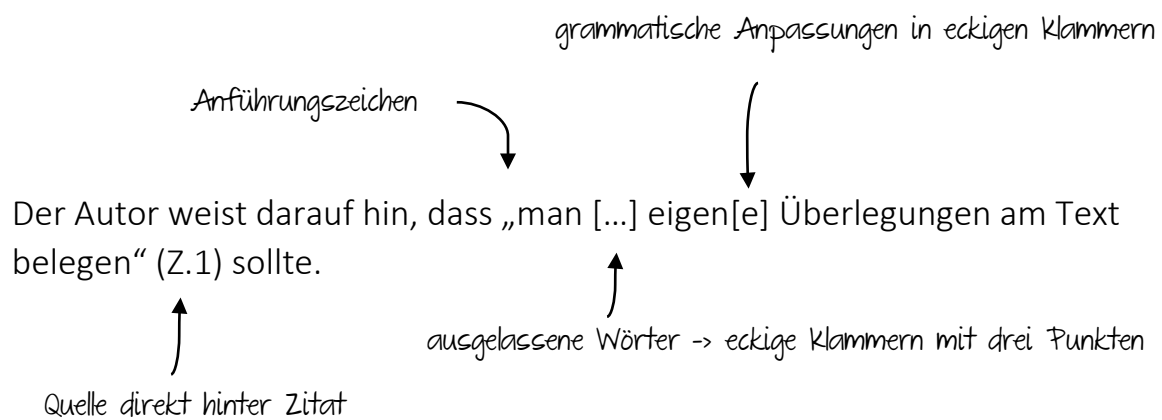 grammatische Anpassungen in eckigen Klammern
Anführungszeichen
Der Autor weist darauf hin, dass „man [...] eigen[e] Überlegungen am Text
belegen“ (Z.1) sollte.
ausgelassene Wörter -> eckige Klammern mit drei Punkten
Quelle direkt hinter Zitat